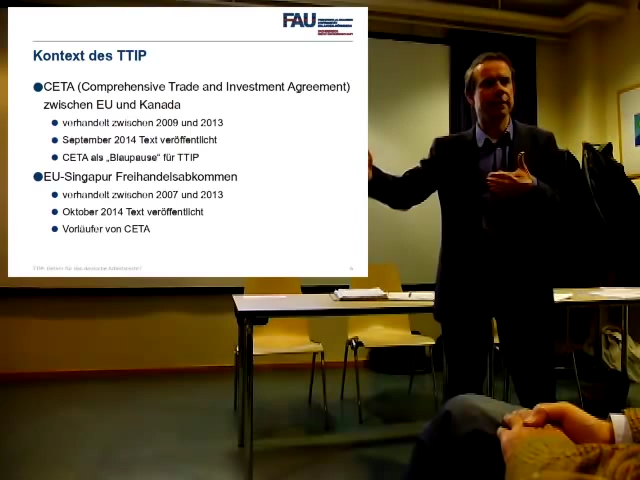 FAU
Kontext des TTIP
CETA (Comprehensive Trade and Investment Agreement)
zwischen EU und Kanada
verhandelt zwischen 2009 und 2013
September 2014 Text veröffentlicht
CETA als „Blaupause“ für TTIP
EU-Singapur Freihandelsabkommen
verhandelt zwischen 2007 und 2013
Oktober 2014 Text veröffentlicht
Vorläufer von CETA